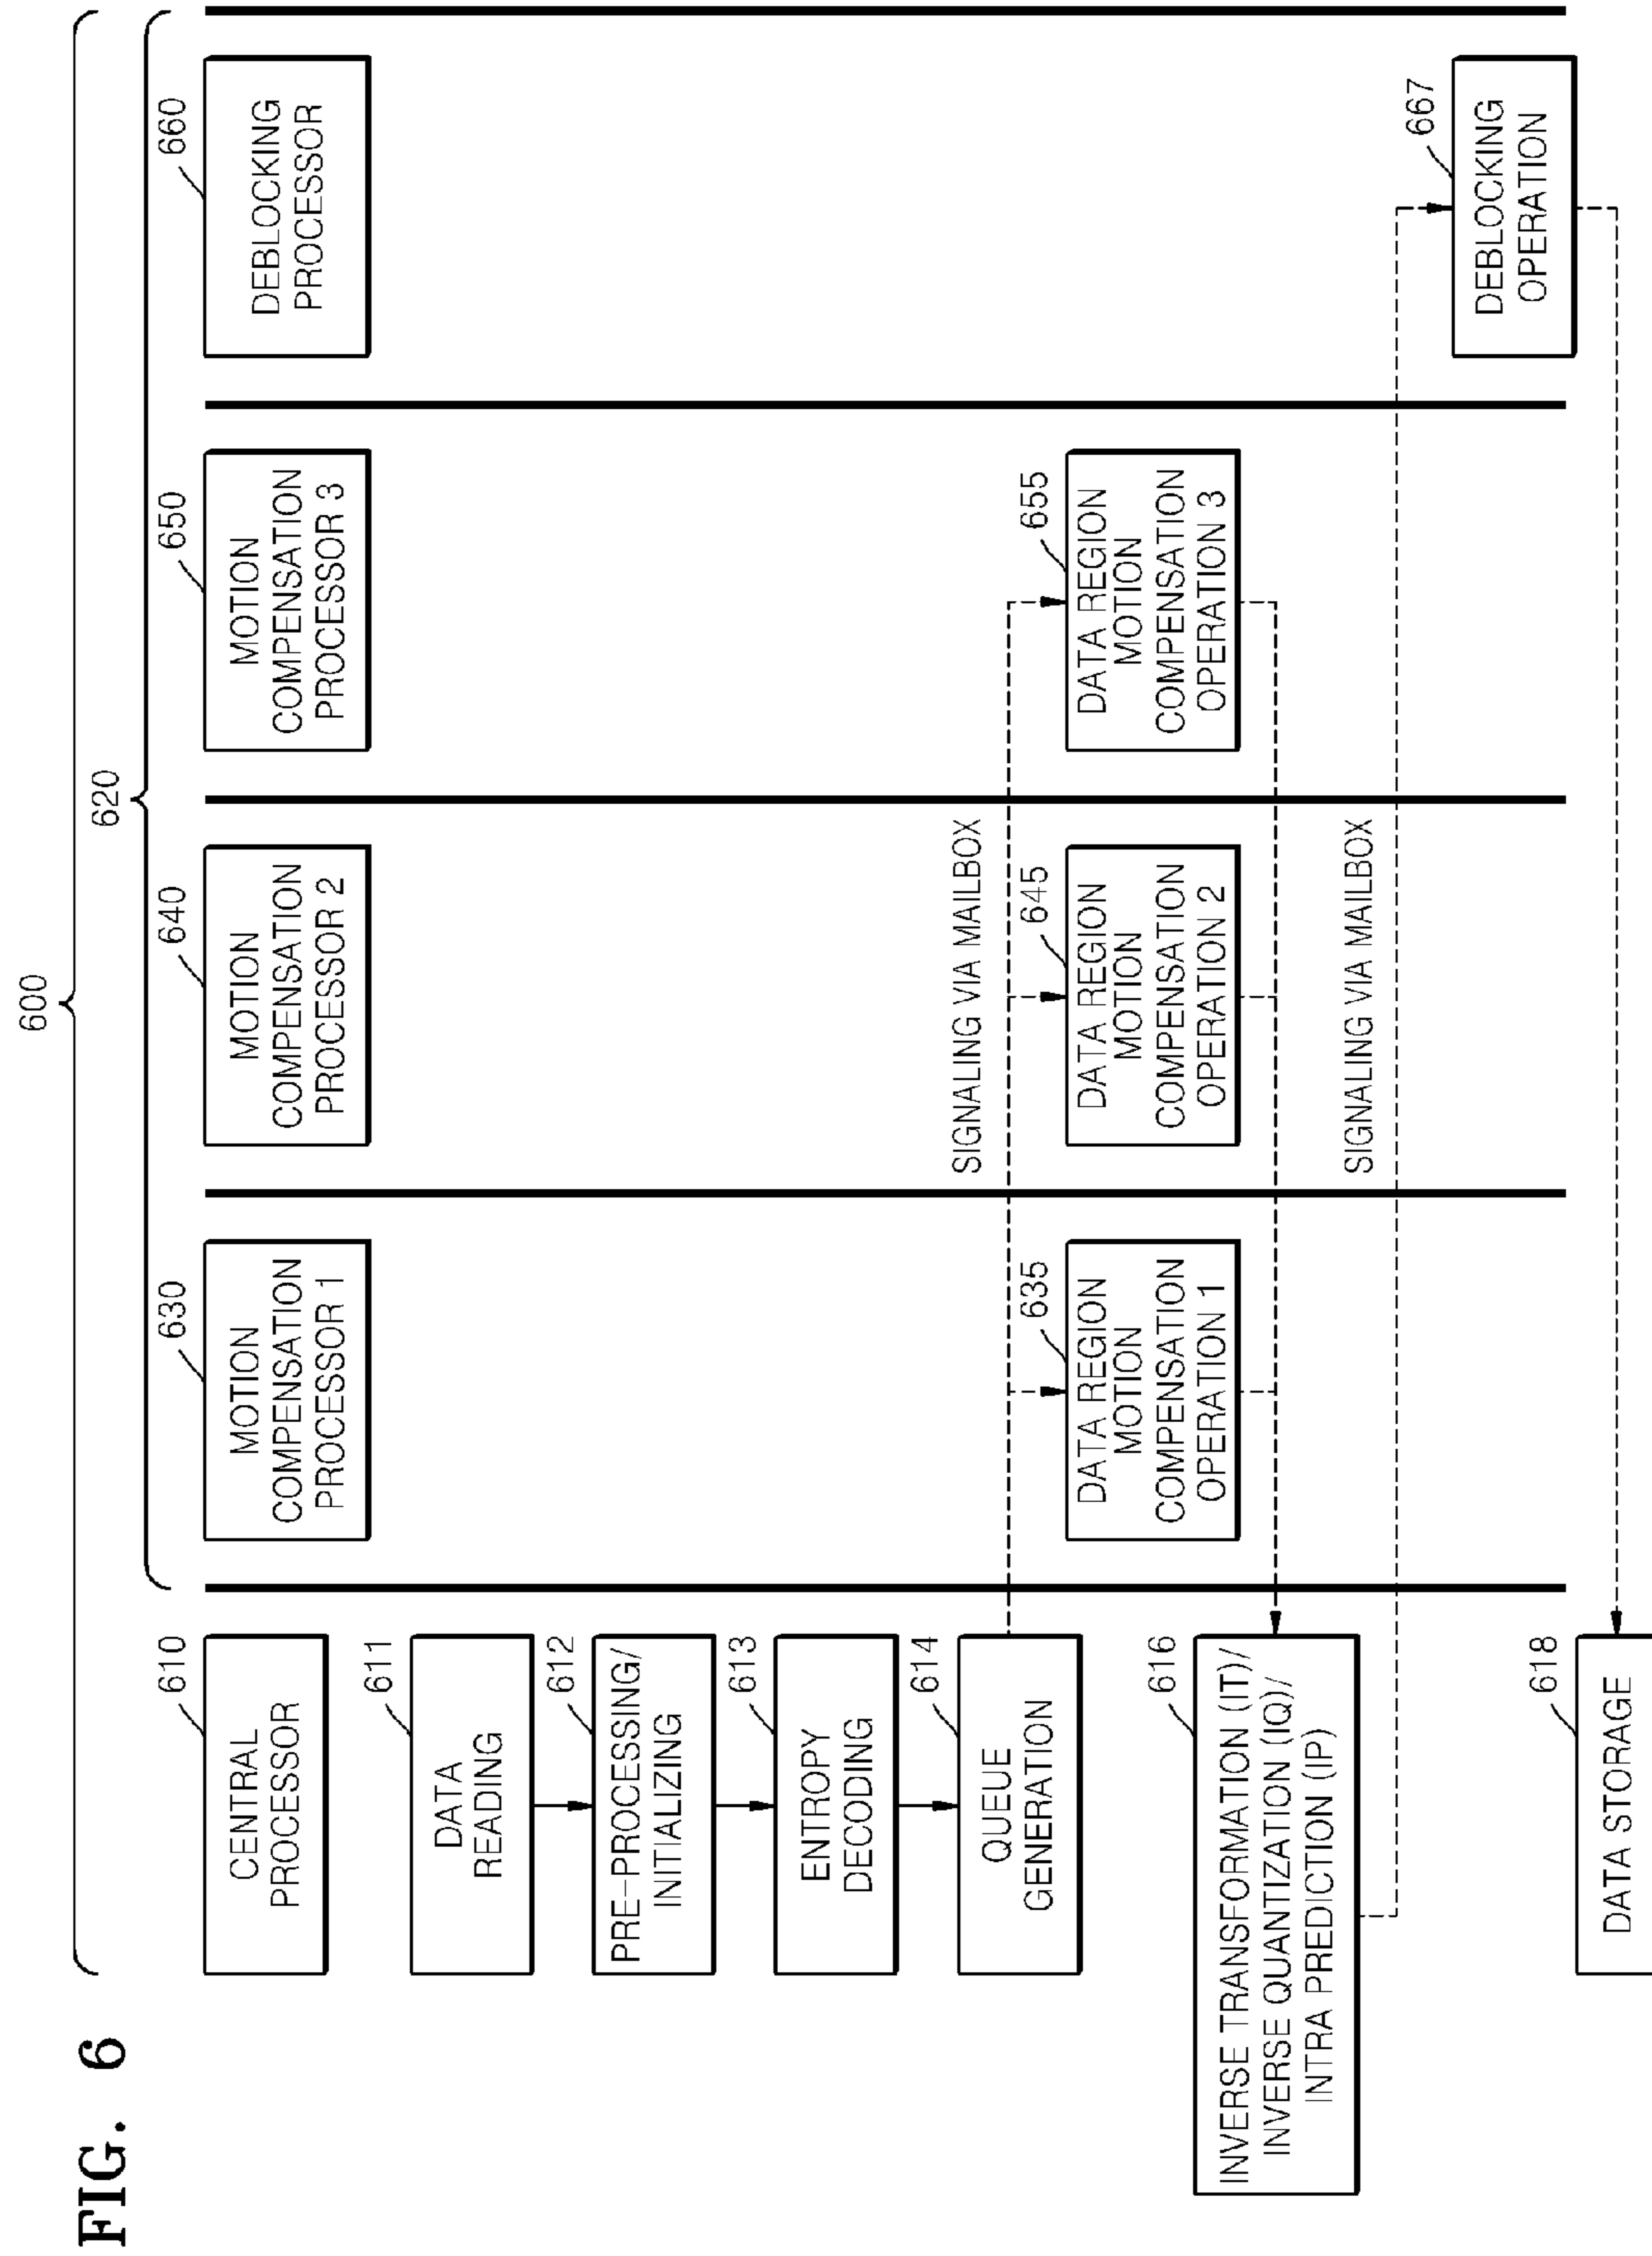 FIG. 6
600
620
610
CENTRAL
PROCESSOR
630
MOTION
COMPENSATION
PROCESSOR 1
640
MOTION
COMPENSATION
PROCESSOR 2
650
MOTION
COMPENSATION
PROCESSOR 3
660
DEBLOCKING
PROCESSOR
611
DATA
READING
612
PRE-PROCESSING/
INITIALIZING
613
ENTROPY
DECODING
614
QUEUE
GENERATION
SIGNALING VIA MAILBOX
635
DATA REGION
MOTION
COMPENSATION
OPERATION 1
645
DATA REGION
MOTION
COMPENSATION
OPERATION 2
655
DATA REGION
MOTION
COMPENSATION
OPERATION 3
616
INVERSE TRANSFORMATION (IT)/
INVERSE QUANTIZATION (IQ)/
INTRA PREDICTION (IP)
SIGNALING VIA MAILBOX
667
DEBLOCKING
OPERATION
618
DATA STORAGE